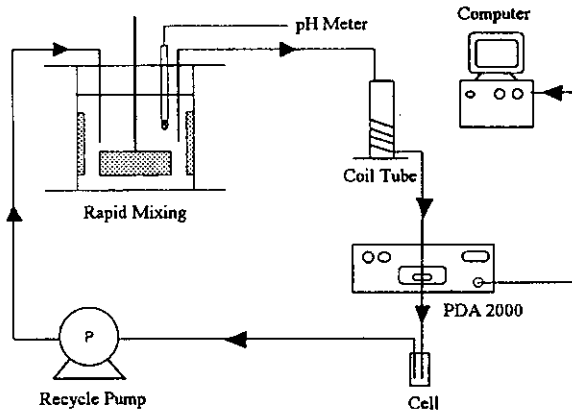 pH Meter
Computer
Coil Tube
Rapid Mixing
PDA 2000
P
Recycle Pump
Cell